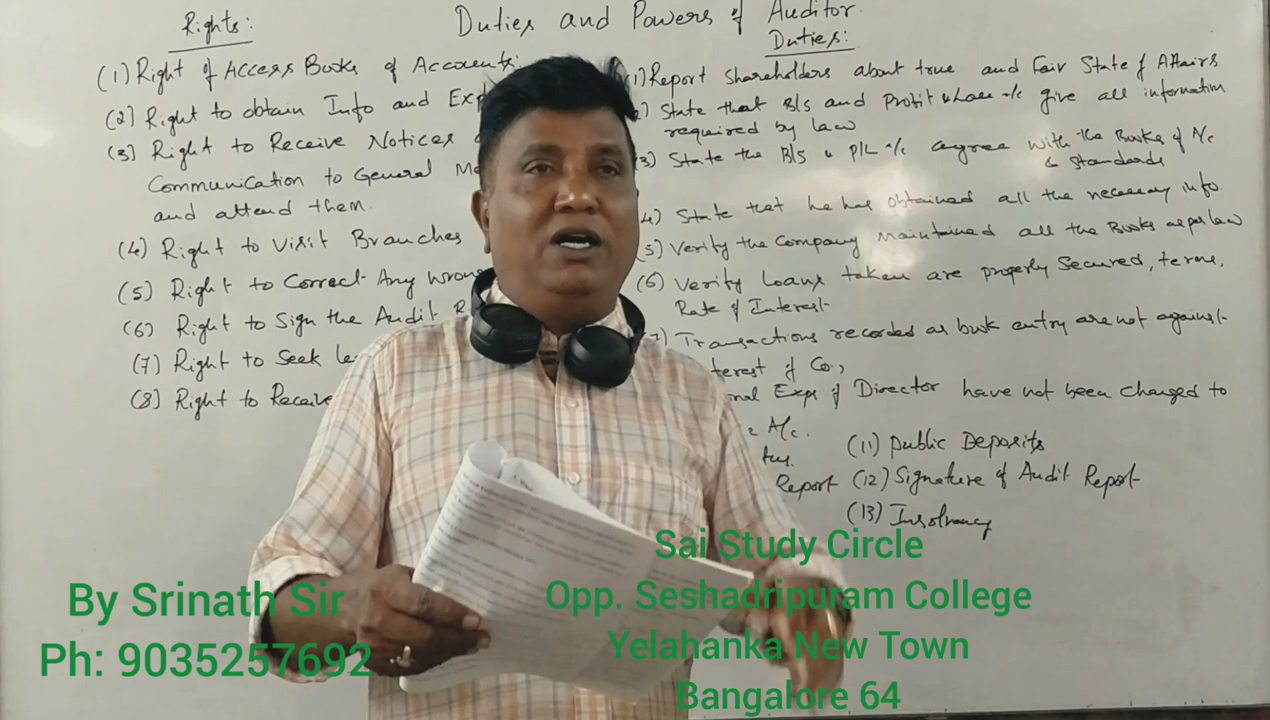 Duties and Powers of Auditor
Rights:
(1) Right of Access Books of Accounts:
(2) Right to obtain Info and Exp
(3) Right to Receive Notices
Communication to General Me
and attend them.
(4) Right to Visit Branches
(5) Right to Correct Any wrong
(6) Right to Sign the Audit R
(7) Right to Seek Le
(8) Right to Receive
Duties:
1) Report Shareholders about true and Fair State of Affairs
2) State that B/S and Profit & Loss A/c give all information
required by law
3) State the B/S & P/L A/c agree with the Books of A/c
& Standards
4) State that he has obtained all the necessary info.
5) Verify the Company Maintained all the Books as per law
(6) Verify Loans taken are properly Secured, terms,
Rate of Interest
7) Transactions recorded as book entry are not against
terest of Co.,
nal Exps of Director have not been charged to
A/c.
Report
(11) Public Deposits
(12) Signature of Audit Report
(13) Insolvency
By Srinath Sir
Ph: 9035257692
Sai Study Circle
Opp. Seshadripuram College
Yelahanka New Town
Bangalore 64